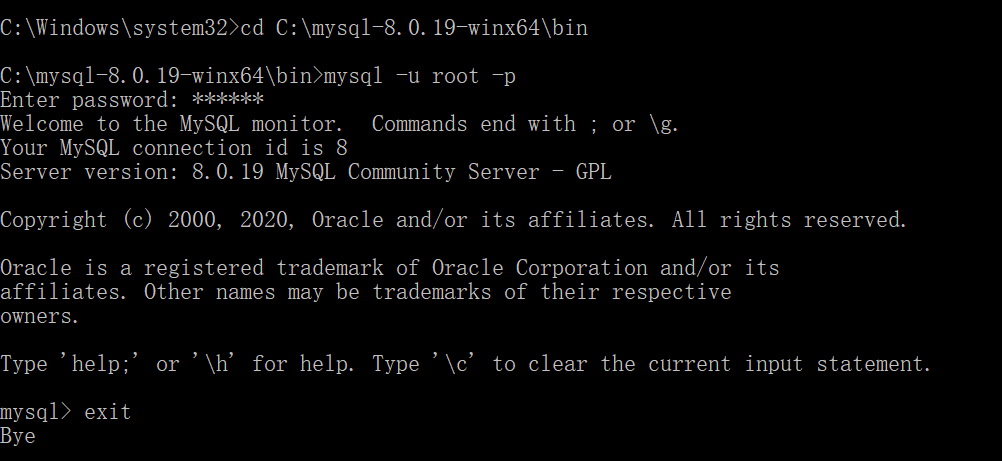 C:\Windows\system32>cd C:\mysql-8.0.19-winx64\bin
C:\mysql-8.0.19-winx64\bin>mysql -u root -p
Enter password: ******
Welcome to the MySQL monitor.  Commands end with ; or \g.
Your MySQL connection id is 8
Server version: 8.0.19 MySQL Community Server - GPL
Copyright (c) 2000, 2020, Oracle and/or its affiliates. All rights reserved.
Oracle is a registered trademark of Oracle Corporation and/or its
affiliates. Other names may be trademarks of their respective
owners.
Type 'help;' or '\h' for help. Type '\c' to clear the current input statement.
mysql> exit
Bye